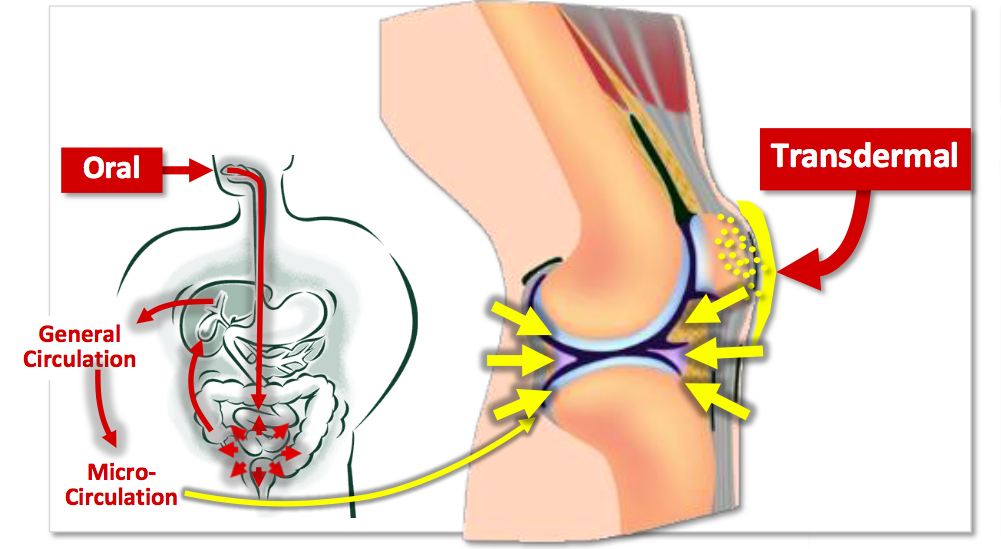 Oral
Transdermal
General
Circulation
Micro-
Circulation